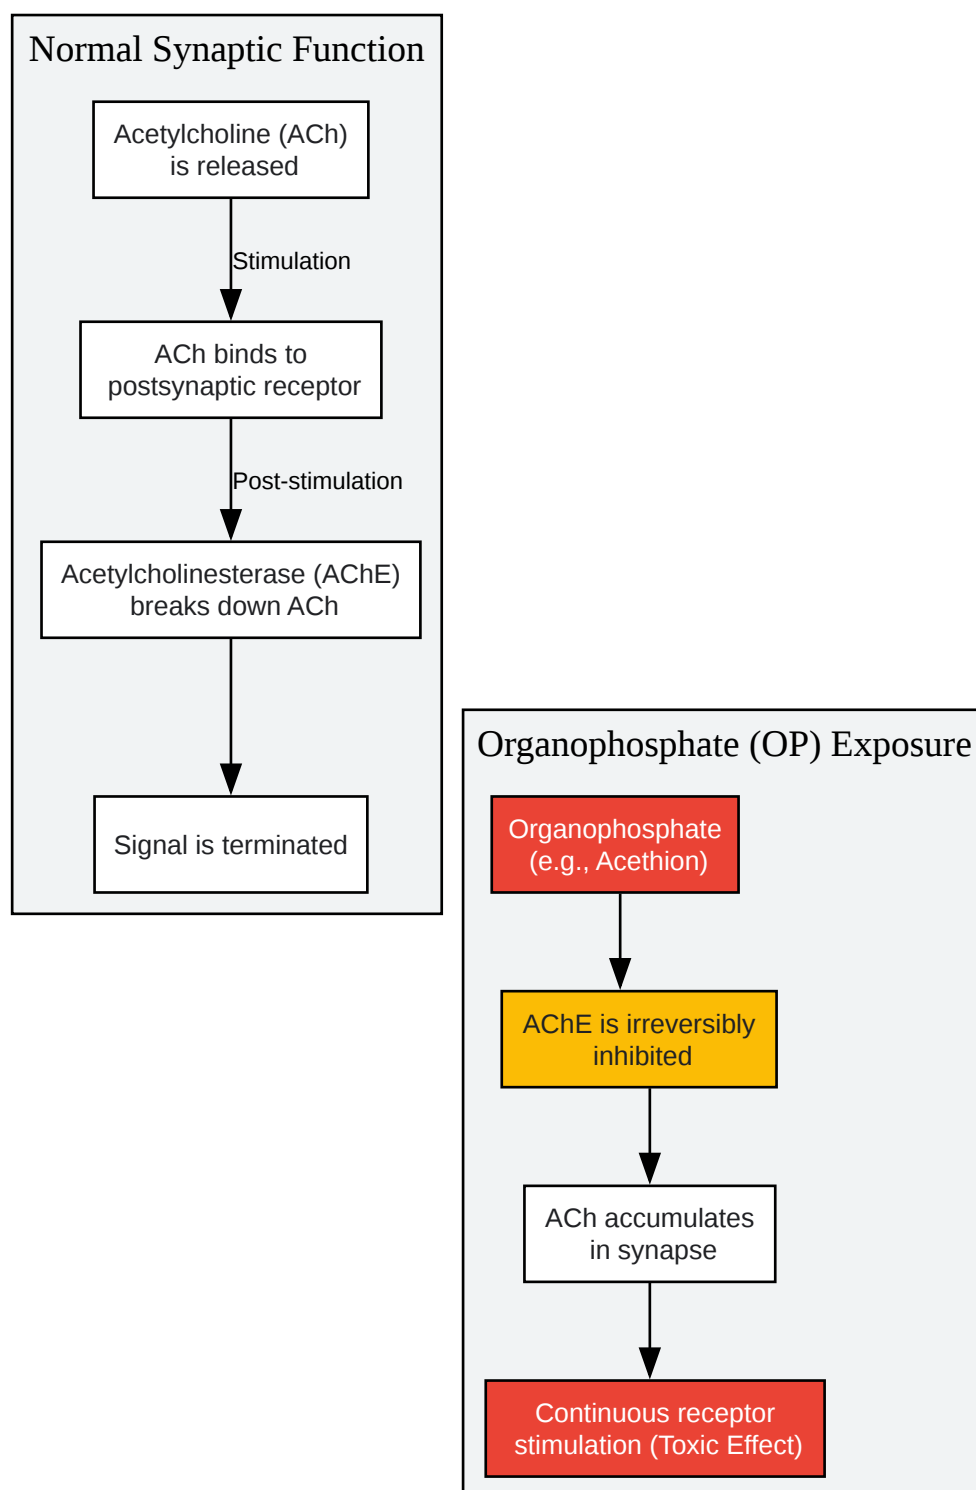 Normal Synaptic Function
Acetylcholine (ACh)
is released
Stimulation
ACh binds to
postsynaptic receptor
Post-stimulation
Acetylcholinesterase (AChE)
breaks down ACh
Signal is terminated
Organophosphate (OP) Exposure
Organophosphate
(e.g., Acethion)
AChE is irreversibly
inhibited
ACh accumulates
in synapse
Continuous receptor
stimulation (Toxic Effect)